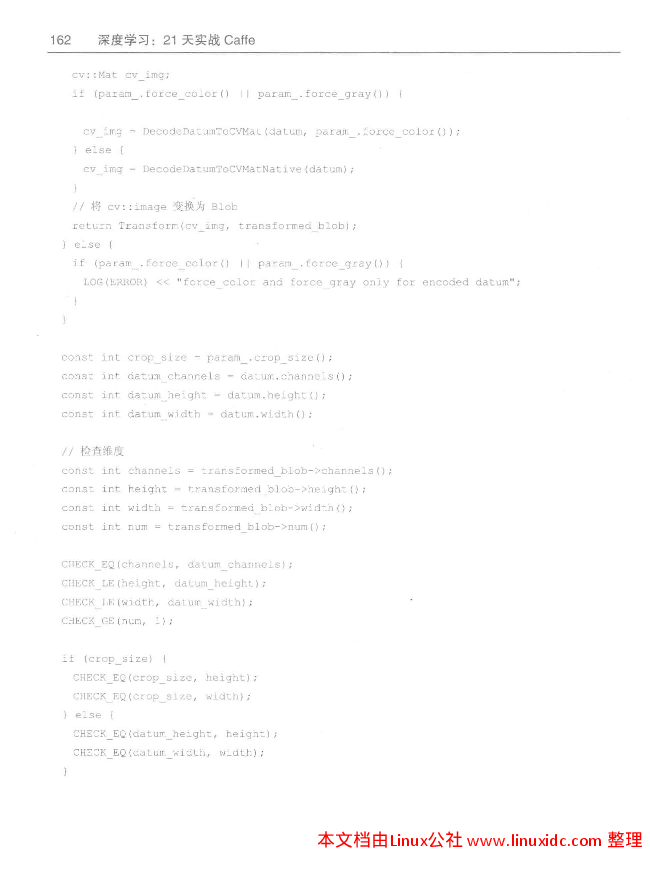 162 深度学习：21 天实战 Caffe
cv::Mat cv_img;
if (param_.force_color() || param_.force_gray()) {
cv_img = DecodeDatumToCVMat(datum, param_.force_color());
} else {
cv_img = DecodeDatumToCVMatNative(datum);
}
// 将 cv::image 变换为 Blob
return Transform(cv_img, transformed_blob);
} else {
if (param_.force_color() || param_.force_gray()) {
LOG(ERROR) << "force_color and force_gray only for encoded datum";
}
}
const int crop_size = param_.crop_size();
const int datum_channels = datum.channels();
const int datum_height = datum.height();
const int datum_width = datum.width();
// 检查维度
const int channels = transformed_blob->channels();
const int height = transformed_blob->height();
const int width = transformed_blob->width();
const int num = transformed_blob->num();
CHECK_EQ(channels, datum_channels);
CHECK_LE(height, datum_height);
CHECK_LE(width, datum_width);
CHECK_GE(num, 1);
if (crop_size) {
CHECK_EQ(crop_size, height);
CHECK_EQ(crop_size, width);
} else {
CHECK_EQ(datum_height, height);
CHECK_EQ(datum_width, width);
}
本文档由Linux公社 www.linuxidc.com 整理